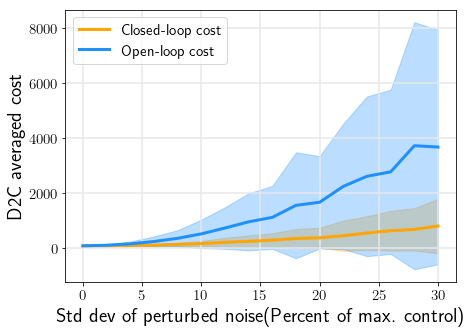 Closed-loop cost
Open-loop cost
D2C averaged cost
8000
6000
4000
2000
0
0 5 10 15 20 25 30
Std dev of perturbed noise(Percent of max. control)